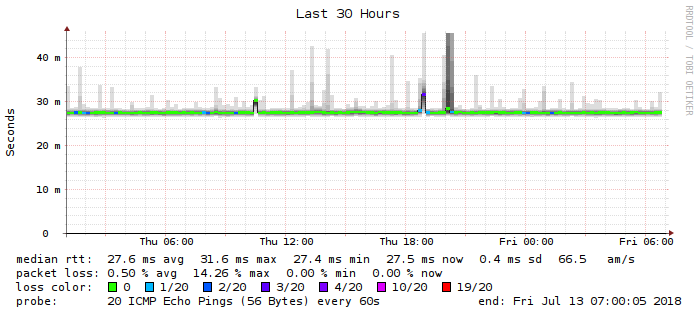 Last 30 Hours
RRDTOOL / TOBI OETIKER
Seconds
40 m
30 m
20 m
10 m
0
Thu 06:00 Thu 12:00 Thu 18:00 Fri 00:00 Fri 06:00
median rtt: 27.6 ms avg 31.6 ms max 27.4 ms min 27.5 ms now 0.4 ms sd 66.5 am/s
packet loss: 0.50 % avg 14.26 % max 0.00 % min 0.00 % now
loss color: 0 1/20 2/20 3/20 4/20 10/20 19/20
probe: 20 ICMP Echo Pings (56 Bytes) every 60s end: Fri Jul 13 07:00:05 2018